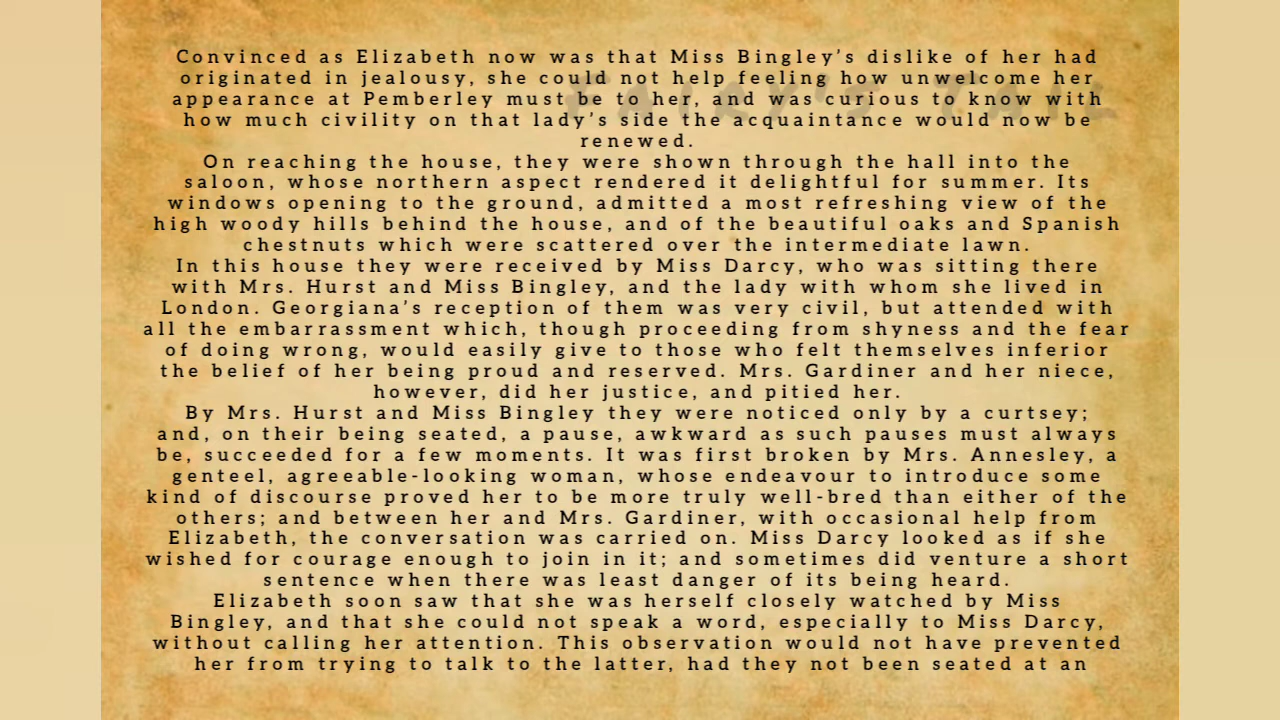 Convinced as Elizabeth now was that Miss Bingley's dislike of her had
originated in jealousy, she could not help feeling how unwelcome her
appearance at Pemberley must be to her, and was curious to know with
how much civility on that lady's side the acquaintance would now be
renewed.
On reaching the house, they were shown through the hall into the
saloon, whose northern aspect rendered it delightful for summer. Its
windows opening to the ground, admitted a most refreshing view of the
high woody hills behind the house, and of the beautiful oaks and Spanish
chestnuts which were scattered over the intermediate lawn.
In this house they were received by Miss Darcy, who was sitting there
with Mrs. Hurst and Miss Bingley, and the lady with whom she lived in
London. Georgiana's reception of them was very civil, but attended with
all the embarrassment which, though proceeding from shyness and the fear
of doing wrong, would easily give to those who felt themselves inferior
the belief of her being proud and reserved. Mrs. Gardiner and her niece,
however, did her justice, and pitied her.
By Mrs. Hurst and Miss Bingley they were noticed only by a curtsey;
and, on their being seated, a pause, awkward as such pauses must always
be, succeeded for a few moments. It was first broken by Mrs. Annesley, a
genteel, agreeable-looking woman, whose endeavour to introduce some
kind of discourse proved her to be more truly well-bred than either of the
others; and between her and Mrs. Gardiner, with occasional help from
Elizabeth, the conversation was carried on. Miss Darcy looked as if she
wished for courage enough to join in it; and sometimes did venture a short
sentence when there was least danger of its being heard.
Elizabeth soon saw that she was herself closely watched by Miss
Bingley, and that she could not speak a word, especially to Miss Darcy,
without calling her attention. This observation would not have prevented
her from trying to talk to the latter, had they not been seated at an